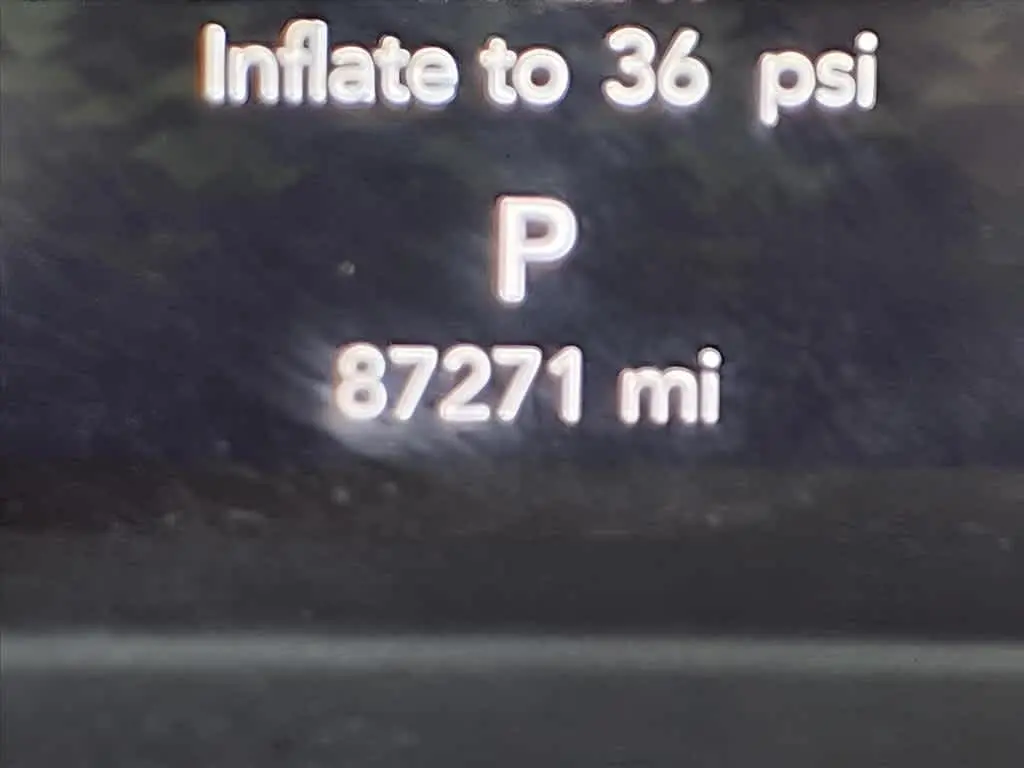 Inflate to 36 psi
P
87271 mi